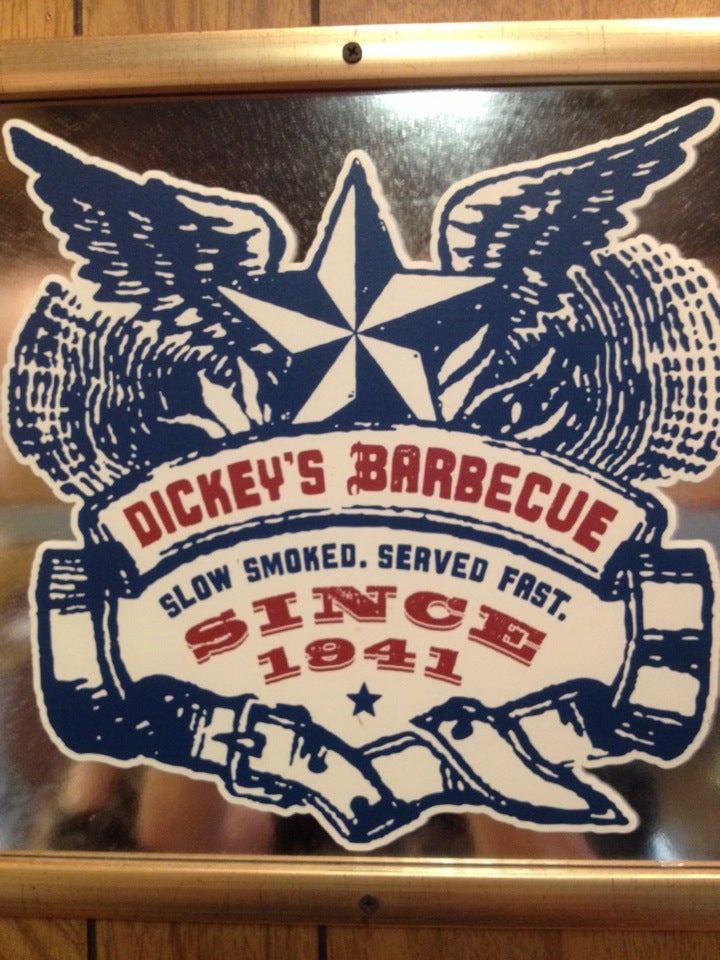 DICKEY'S BARBECUE
SLOW SMOKED. SERVED FAST.
SINCE
1941